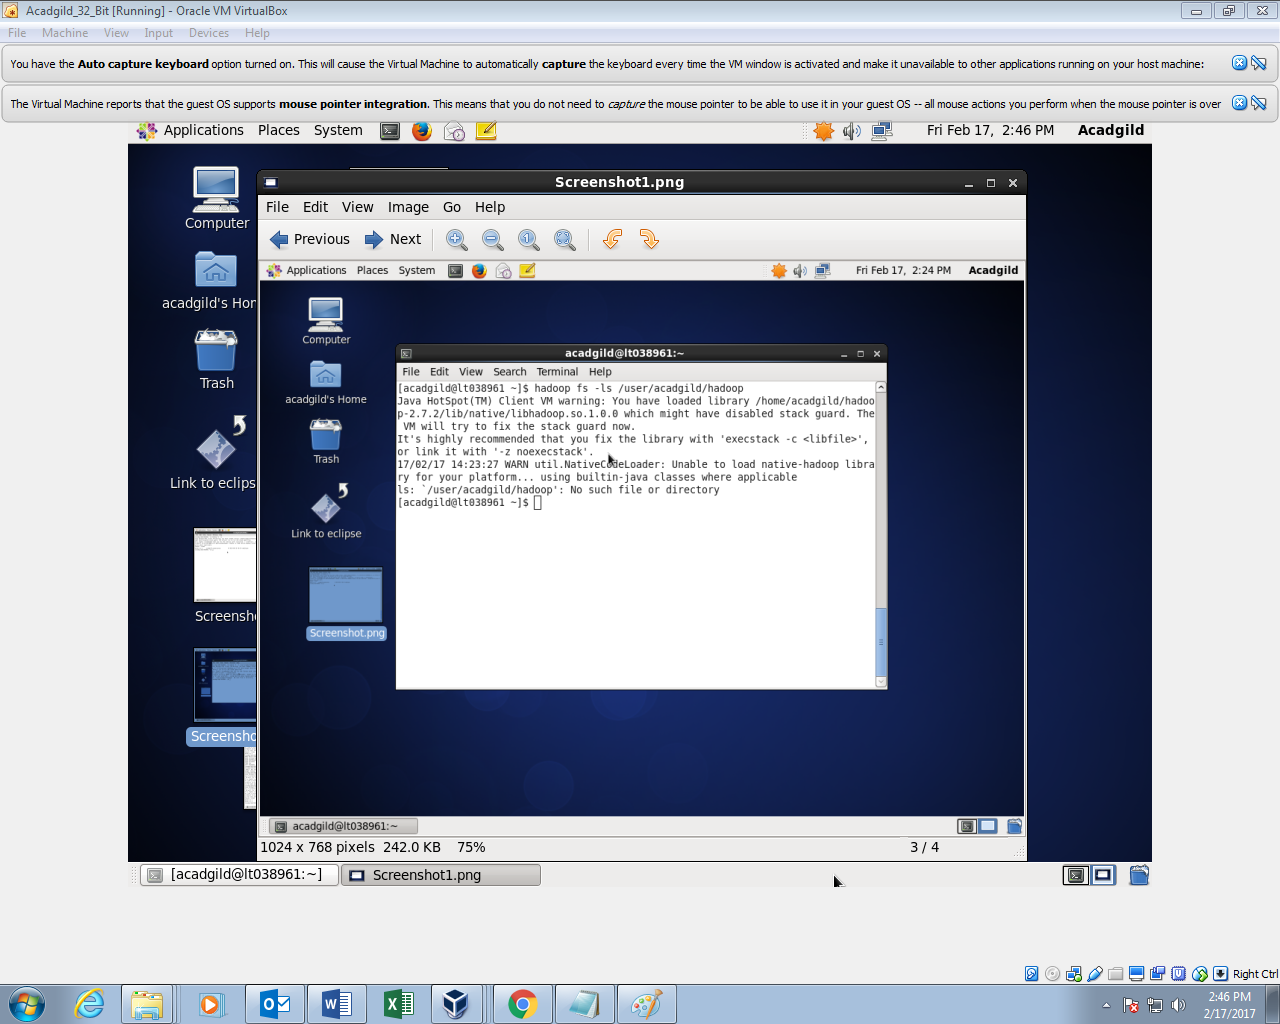 Acadgild_32_Bit [Running] - Oracle VM VirtualBox
File Machine View Input Devices Help
You have the Auto capture keyboard option turned on. This will cause the Virtual Machine to automatically capture the keyboard every time the VM window is activated and make it unavailable to other applications running on your host machine:
The Virtual Machine reports that the guest OS supports mouse pointer integration. This means that you do not need to capture the mouse pointer to be able to use it in your guest OS -- all mouse actions you perform when the mouse pointer is over
Applications Places System Fri Feb 17, 2:46 PM Acadgild
Computer
acadgild's Hor
Trash
Link to eclips
Screensh
Screensho
Screenshot1.png
File Edit View Image Go Help
Previous Next
Applications Places System Fri Feb 17, 2:24 PM Acadgild
Computer
acadgild's Home
Trash
Link to eclipse
Screenshot.png
acadgild@lt038961:~
File Edit View Search Terminal Help
[acadgild@lt038961 ~]$ hadoop fs -ls /user/acadgild/hadoop
Java HotSpot(TM) Client VM warning: You have loaded library /home/acadgild/hadoo
p-2.7.2/lib/native/libhadoop.so.1.0.0 which might have disabled stack guard. The
VM will try to fix the stack guard now.
It's highly recommended that you fix the library with 'execstack -c <libfile>',
or link it with '-z noexecstack'.
17/02/17 14:23:27 WARN util.NativeCodeLoader: Unable to load native-hadoop libra
ry for your platform... using builtin-java classes where applicable
ls: `/user/acadgild/hadoop': No such file or directory
[acadgild@lt038961 ~]$
acadgild@lt038961:~
1024 x 768 pixels 242.0 KB 75% 3 / 4
[acadgild@lt038961:~] Screenshot1.png
Right Ctrl
2:46 PM
2/17/2017